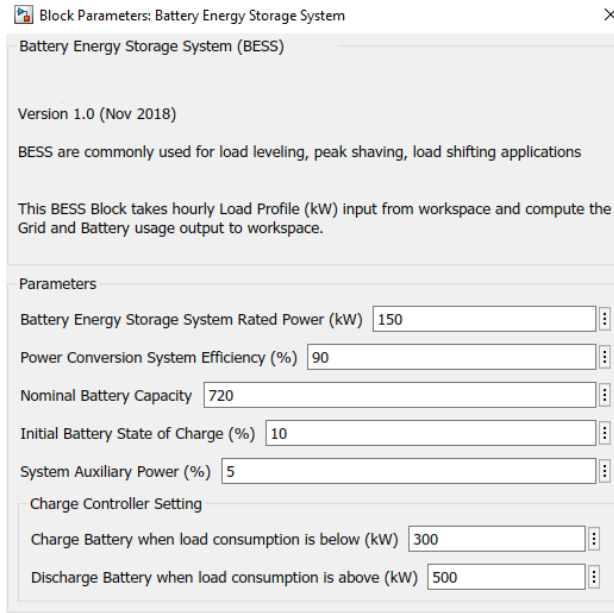 Block Parameters: Battery Energy Storage System
Battery Energy Storage System (BESS)
Version 1.0 (Nov 2018)
BESS are commonly used for load leveling, peak shaving, load shifting applications
This BESS Block takes hourly Load Profile (kW) input from workspace and compute the
Grid and Battery usage output to workspace.
Parameters
Battery Energy Storage System Rated Power (kW) 150
Power Conversion System Efficiency (%) 90
Nominal Battery Capacity 720
Initial Battery State of Charge (%) 10
System Auxiliary Power (%) 5
Charge Controller Setting
Charge Battery when load consumption is below (kW) 300
Discharge Battery when load consumption is above (kW) 500